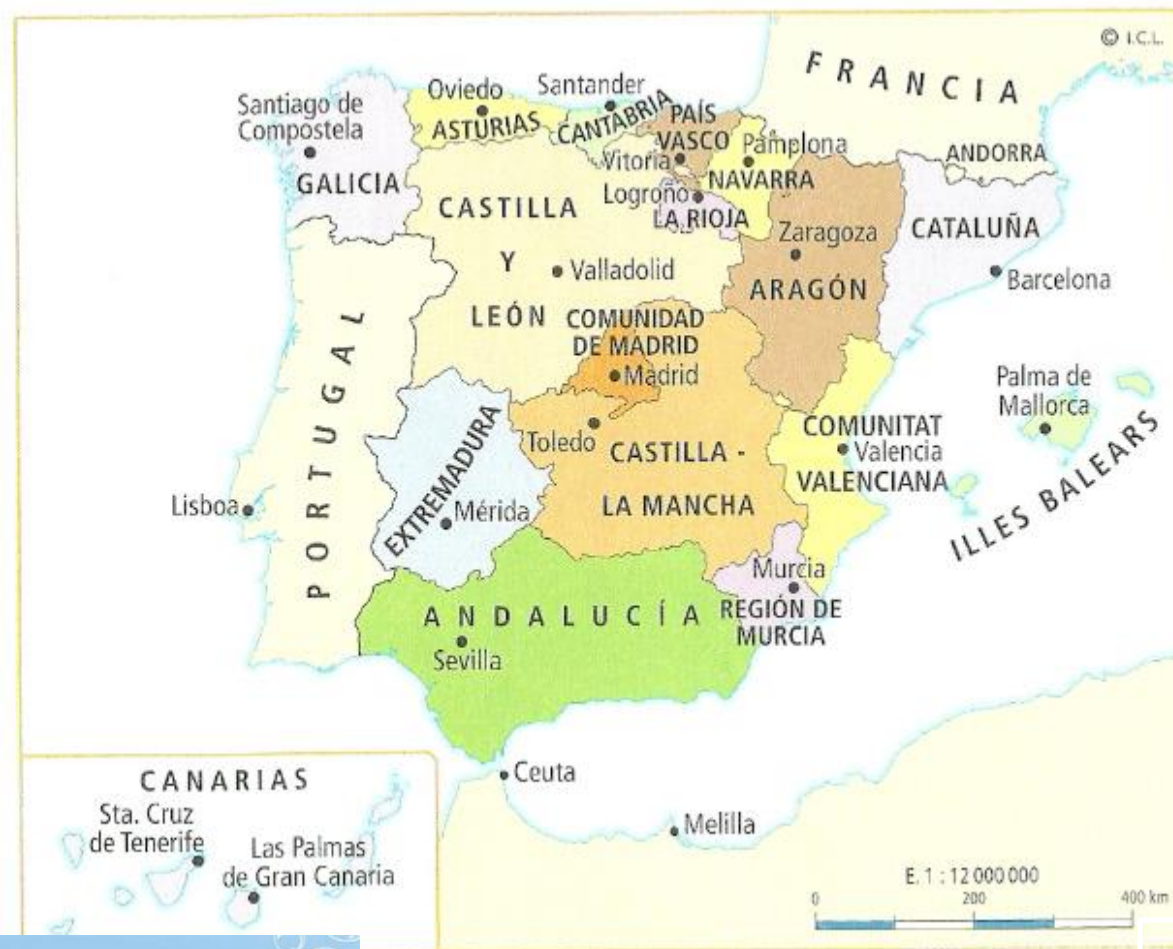 © I.C.L.
FRANCIA
Santander
Oviedo
Santiago de
Compostela
ASTURIAS
CANTABRIA
PAÍS
VASCO
Pamplona
Vitoria
ANDORRA
GALICIA
NAVARRA
Logroño
LA RIOJA
CASTILLA
Y
LEÓN
CATALUÑA
Zaragoza
Valladolid
Barcelona
ARAGÓN
COMUNIDAD
DE MADRID
Madrid
PORTUGAL
Palma de
Mallorca
COMUNITAT
Valencia
VALENCIANA
Toledo
CASTILLA -
LA MANCHA
EXTREMADURA
Mérida
ILLES BALEARS
Lisboa
Murcia
REGIÓN DE
MURCIA
ANDALUCÍA
Sevilla
Ceuta
Melilla
CANARIAS
Sta. Cruz
de Tenerife
Las Palmas
de Gran Canaria
E. 1 : 12 000 000
0 200 400 km